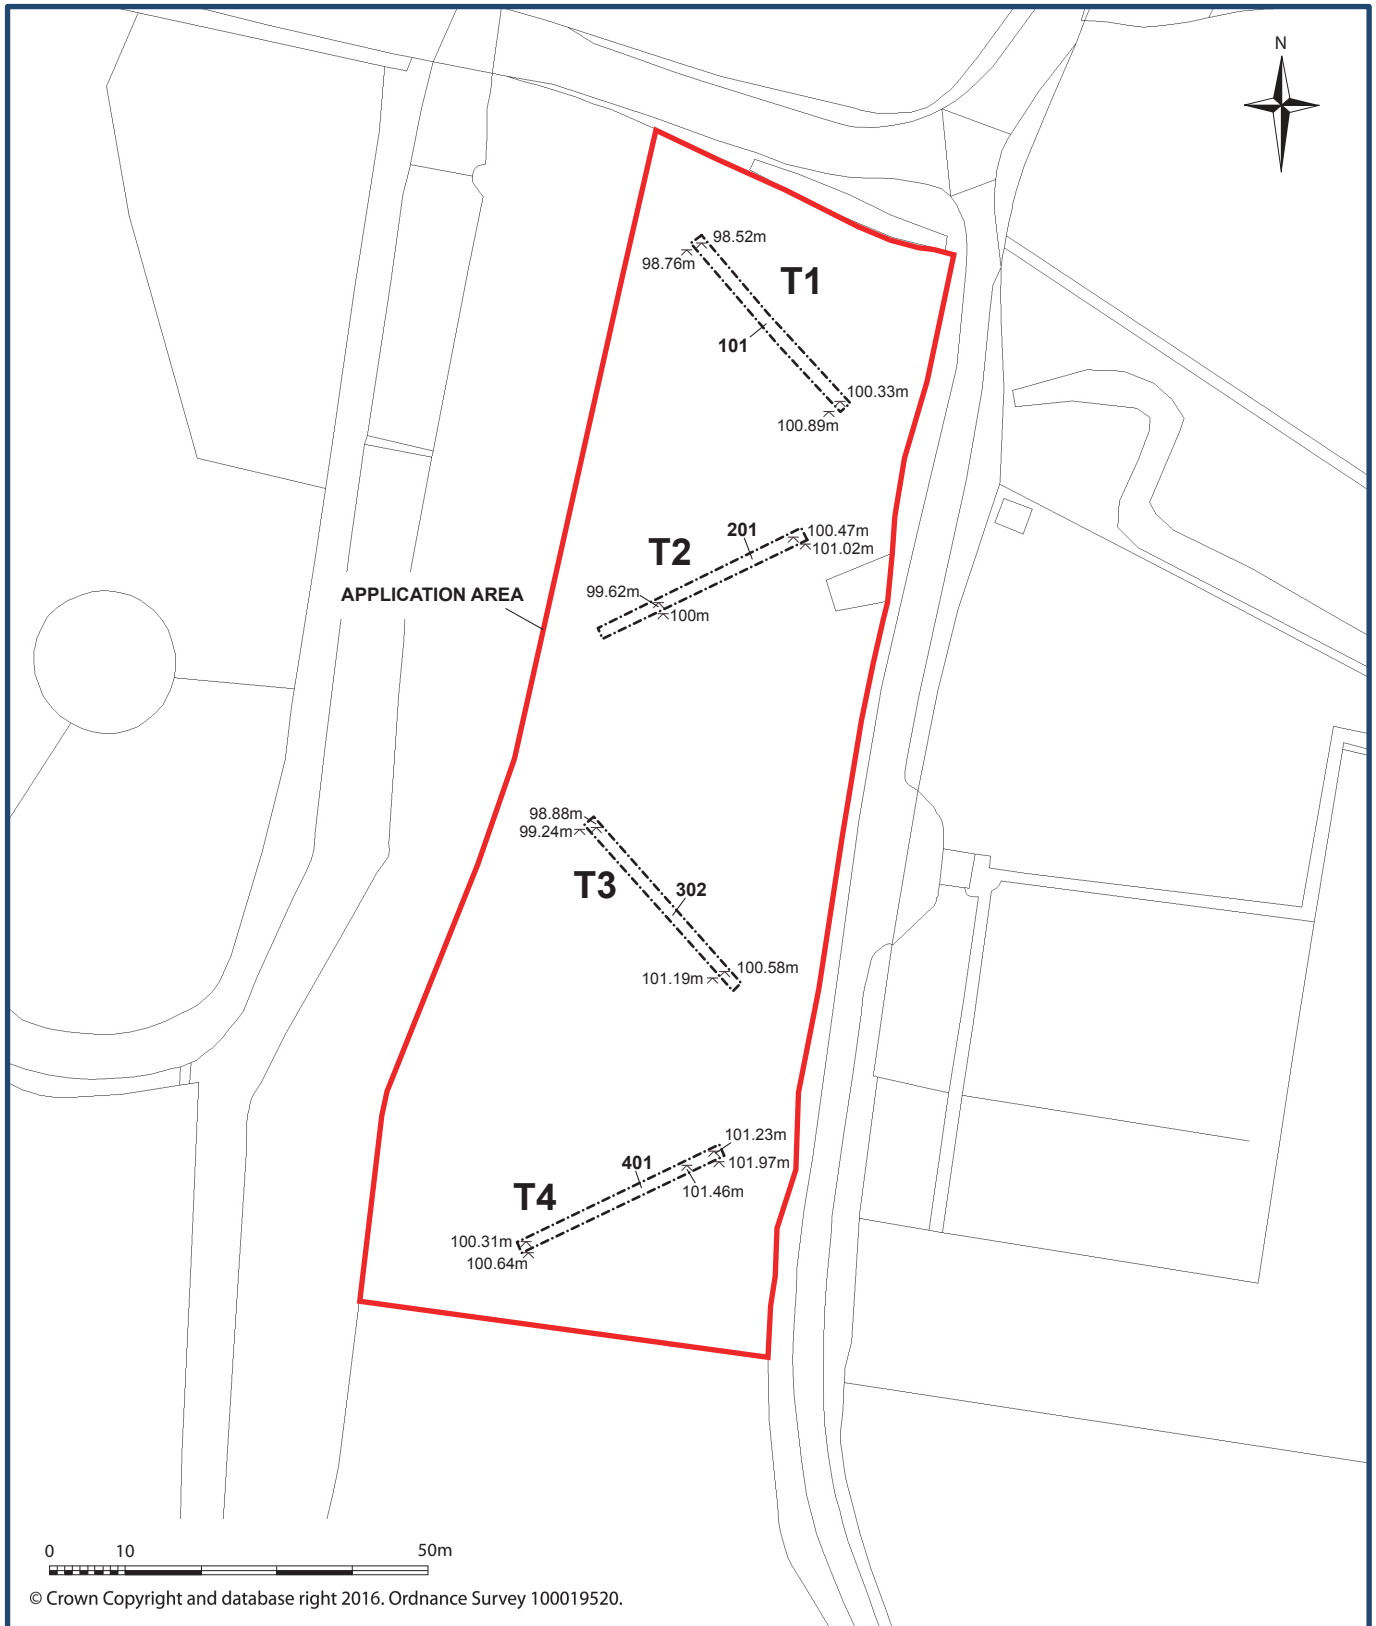 N
98.52m
98.76m
T1
101
100.33m
100.89m
T2
201
100.47m
101.02m
99.62m
100m
APPLICATION AREA
98.88m
99.24m
T3
302
100.58m
101.19m
101.23m
401
101.97m
101.46m
T4
100.31m
100.64m
0 10 50m
© Crown Copyright and database right 2016. Ordnance Survey 100019520.